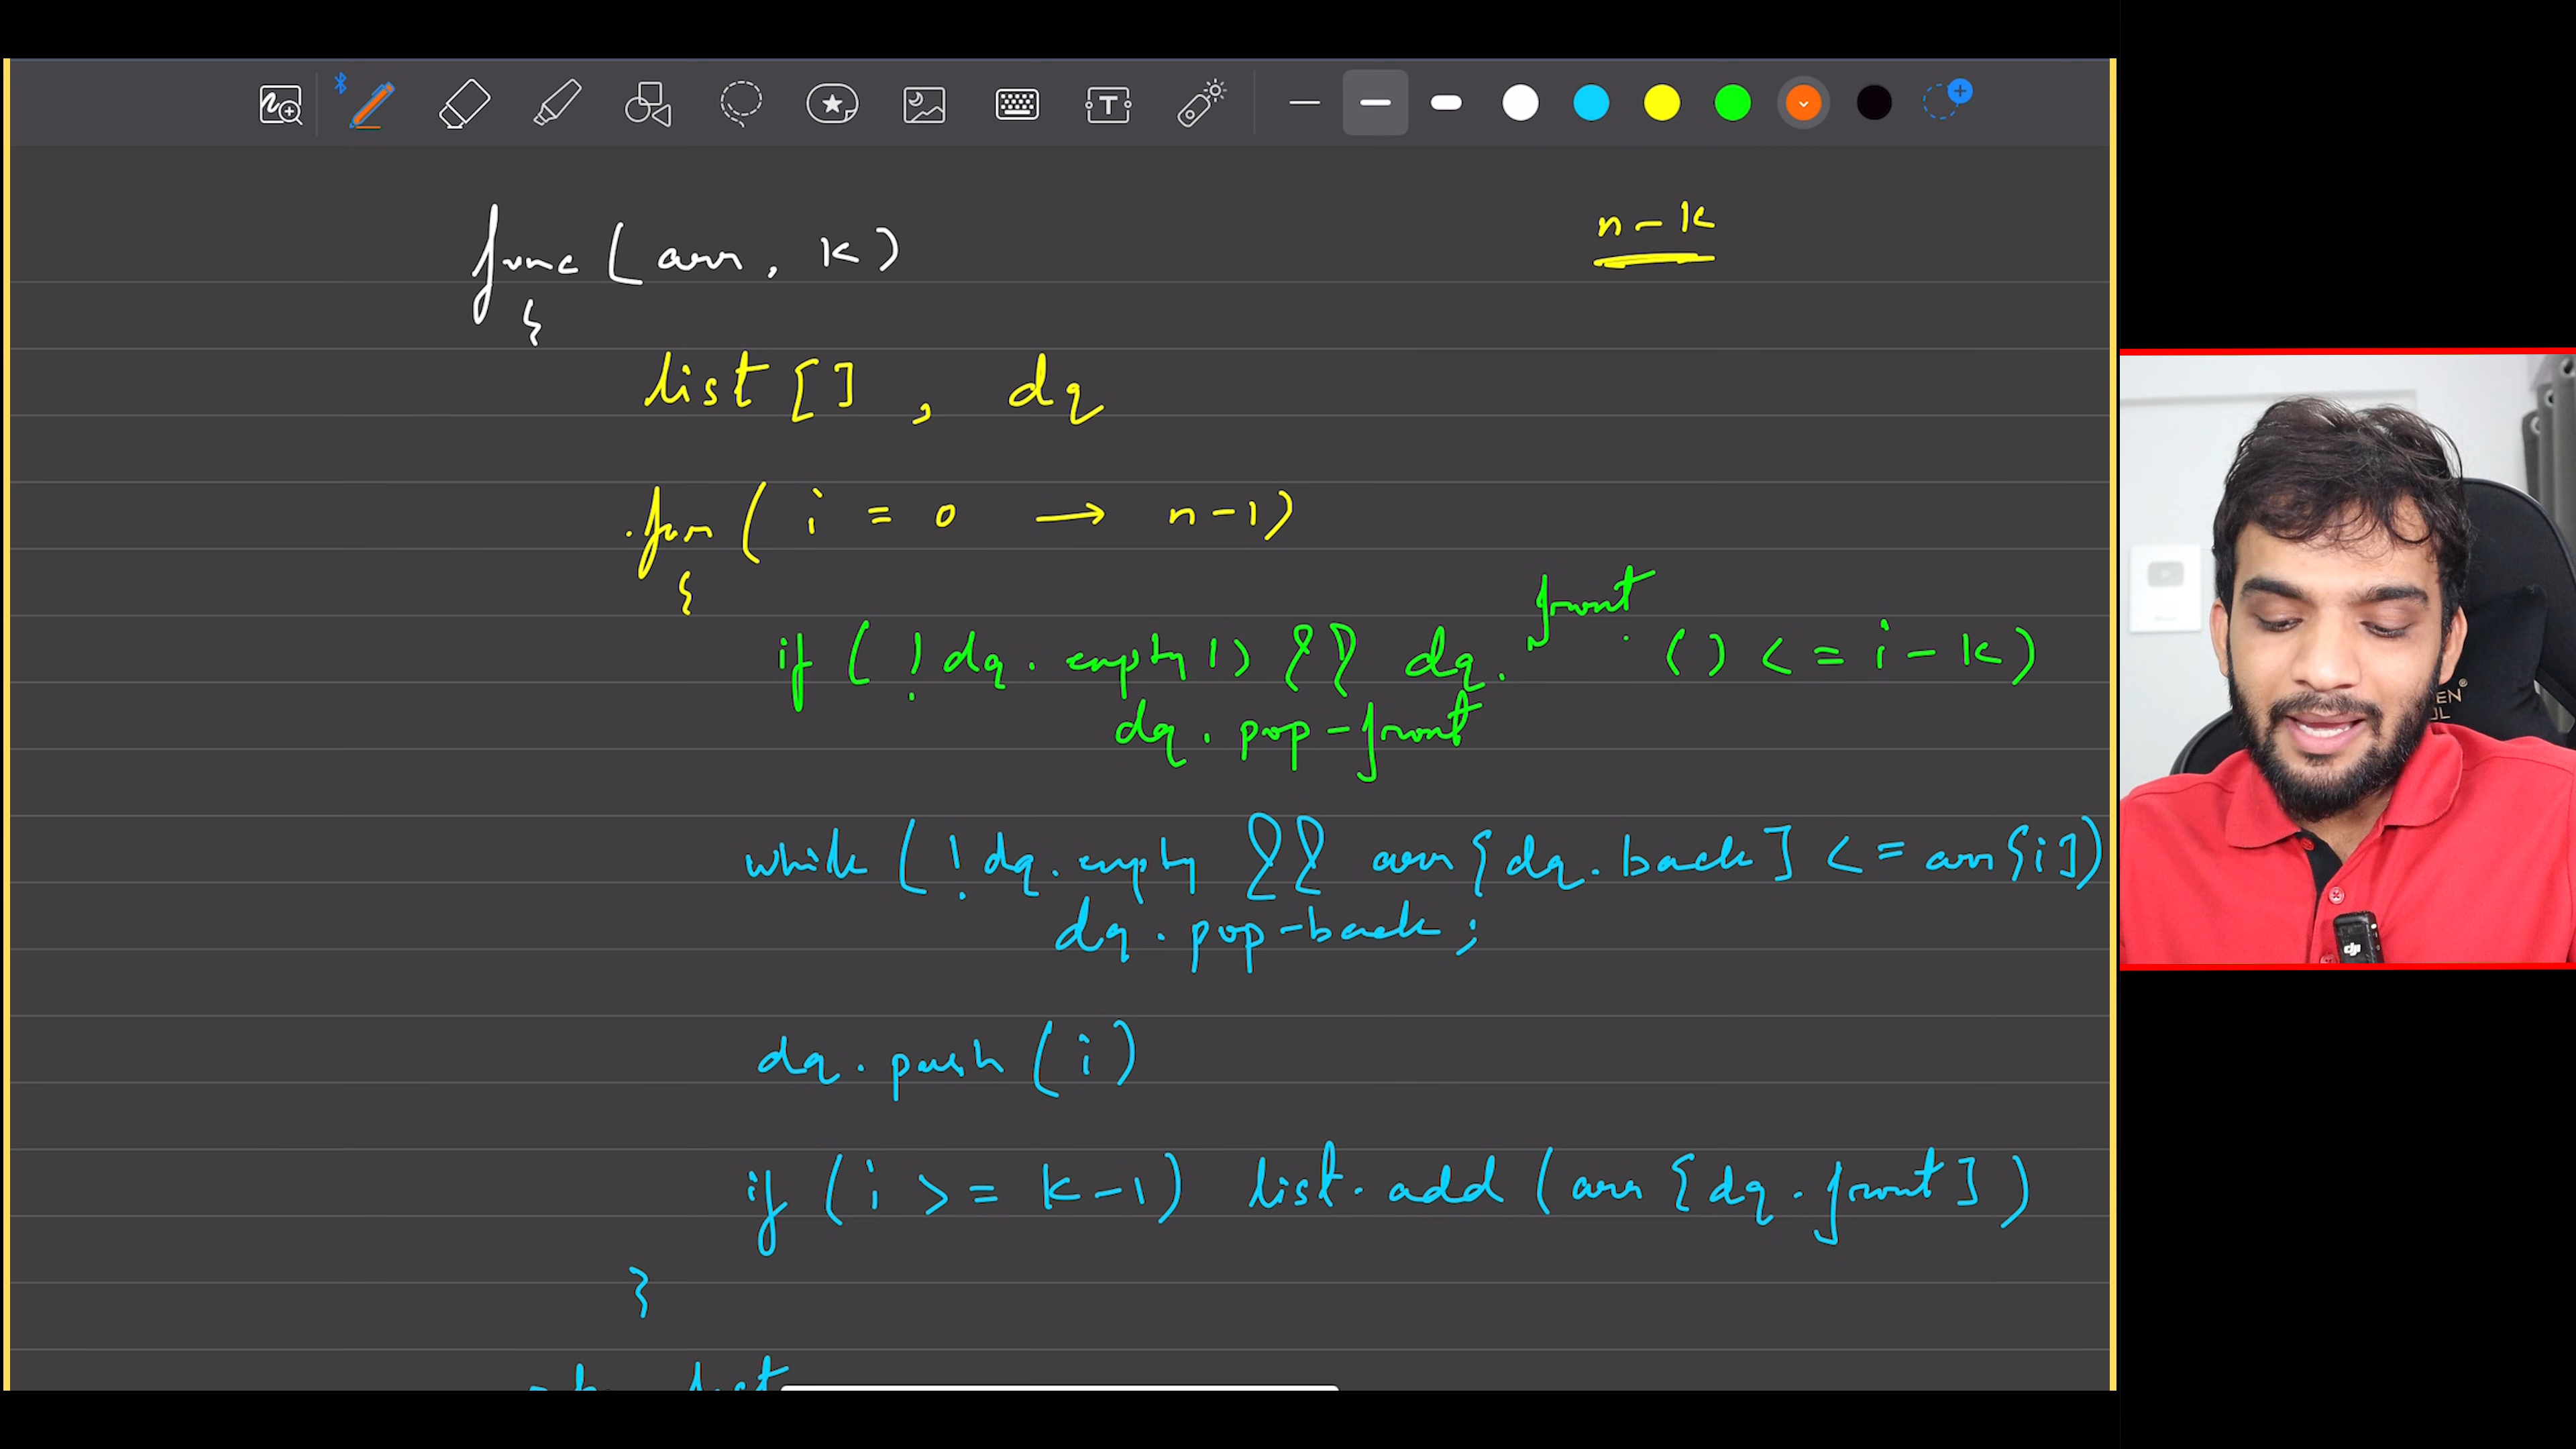 func ( arr , k )
n - k
{
list [ ] , dq
for ( i = 0 → n-1 )
{
if ( ! dq . empty ( ) && dq . front ( ) <= i - k )
dq . pop - front
while ( ! dq . empty && arr [ dq . back ] <= arr [ i ] )
dq . pop - back ;
dq . push ( i )
if ( i >= k - 1 ) list . add ( arr [ dq . front ] )
}
list